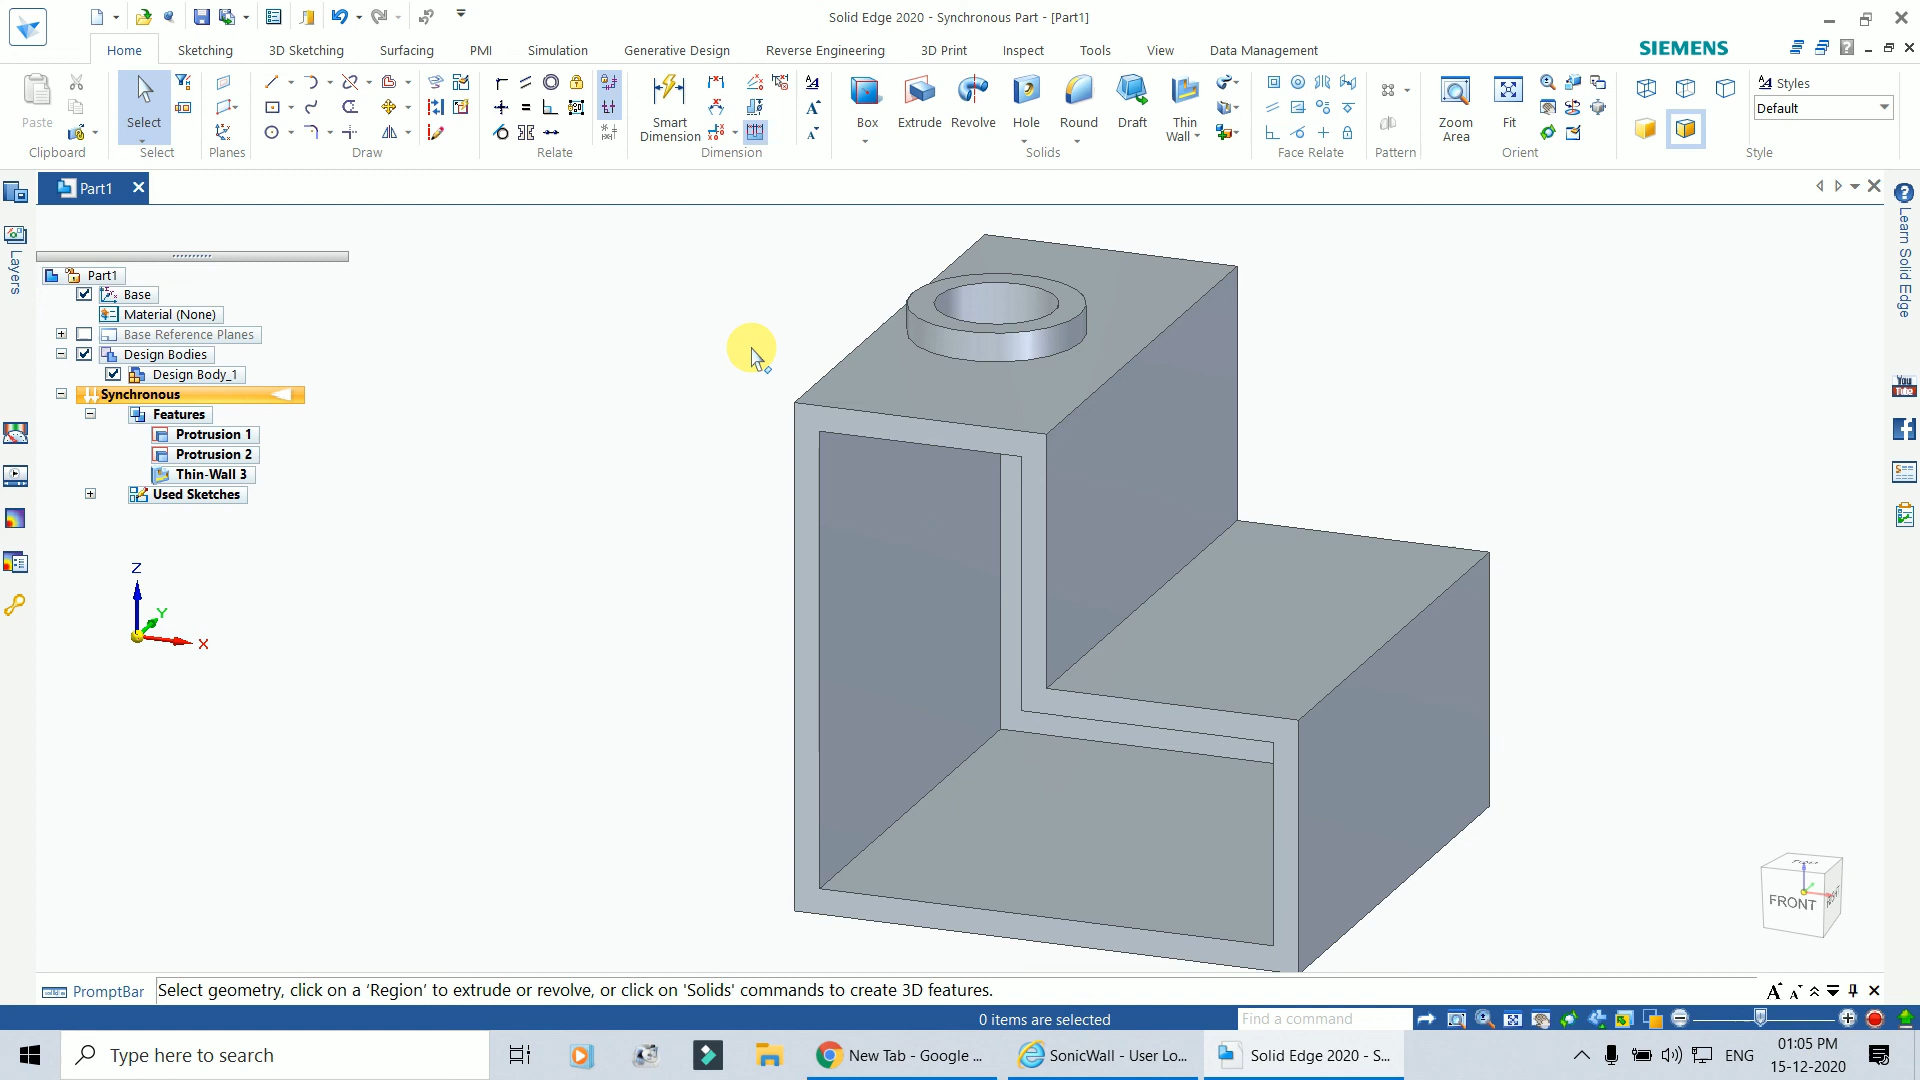 Solid Edge 2020 - Synchronous Part - [Part1]
Home
Sketching
3D Sketching
Surfacing
PMI
Simulation
Generative Design
Reverse Engineering
3D Print
Inspect
Tools
View
Data Management
SIEMENS
Paste
Clipboard
Select
Select
Planes
Draw
Relate
Smart
Dimension
Dimension
Box
Extrude
Revolve
Hole
Round
Draft
Thin
Wall
Solids
Face Relate
Pattern
Zoom
Area
Fit
Orient
Styles
Default
Style
Part1
Layers
Learn Solid Edge
Part1
Base
Material (None)
Base Reference Planes
Design Bodies
Design Body_1
Synchronous
Features
Protrusion 1
Protrusion 2
Thin-Wall 3
Used Sketches
Z
Y
X
FRONT
PromptBar
Select geometry, click on a ‘Region’ to extrude or revolve, or click on 'Solids' commands to create 3D features.
0 items are selected
Find a command
Type here to search
New Tab - Google ...
SonicWall - User Lo...
Solid Edge 2020 - S...
ENG
01:05 PM
15-12-2020